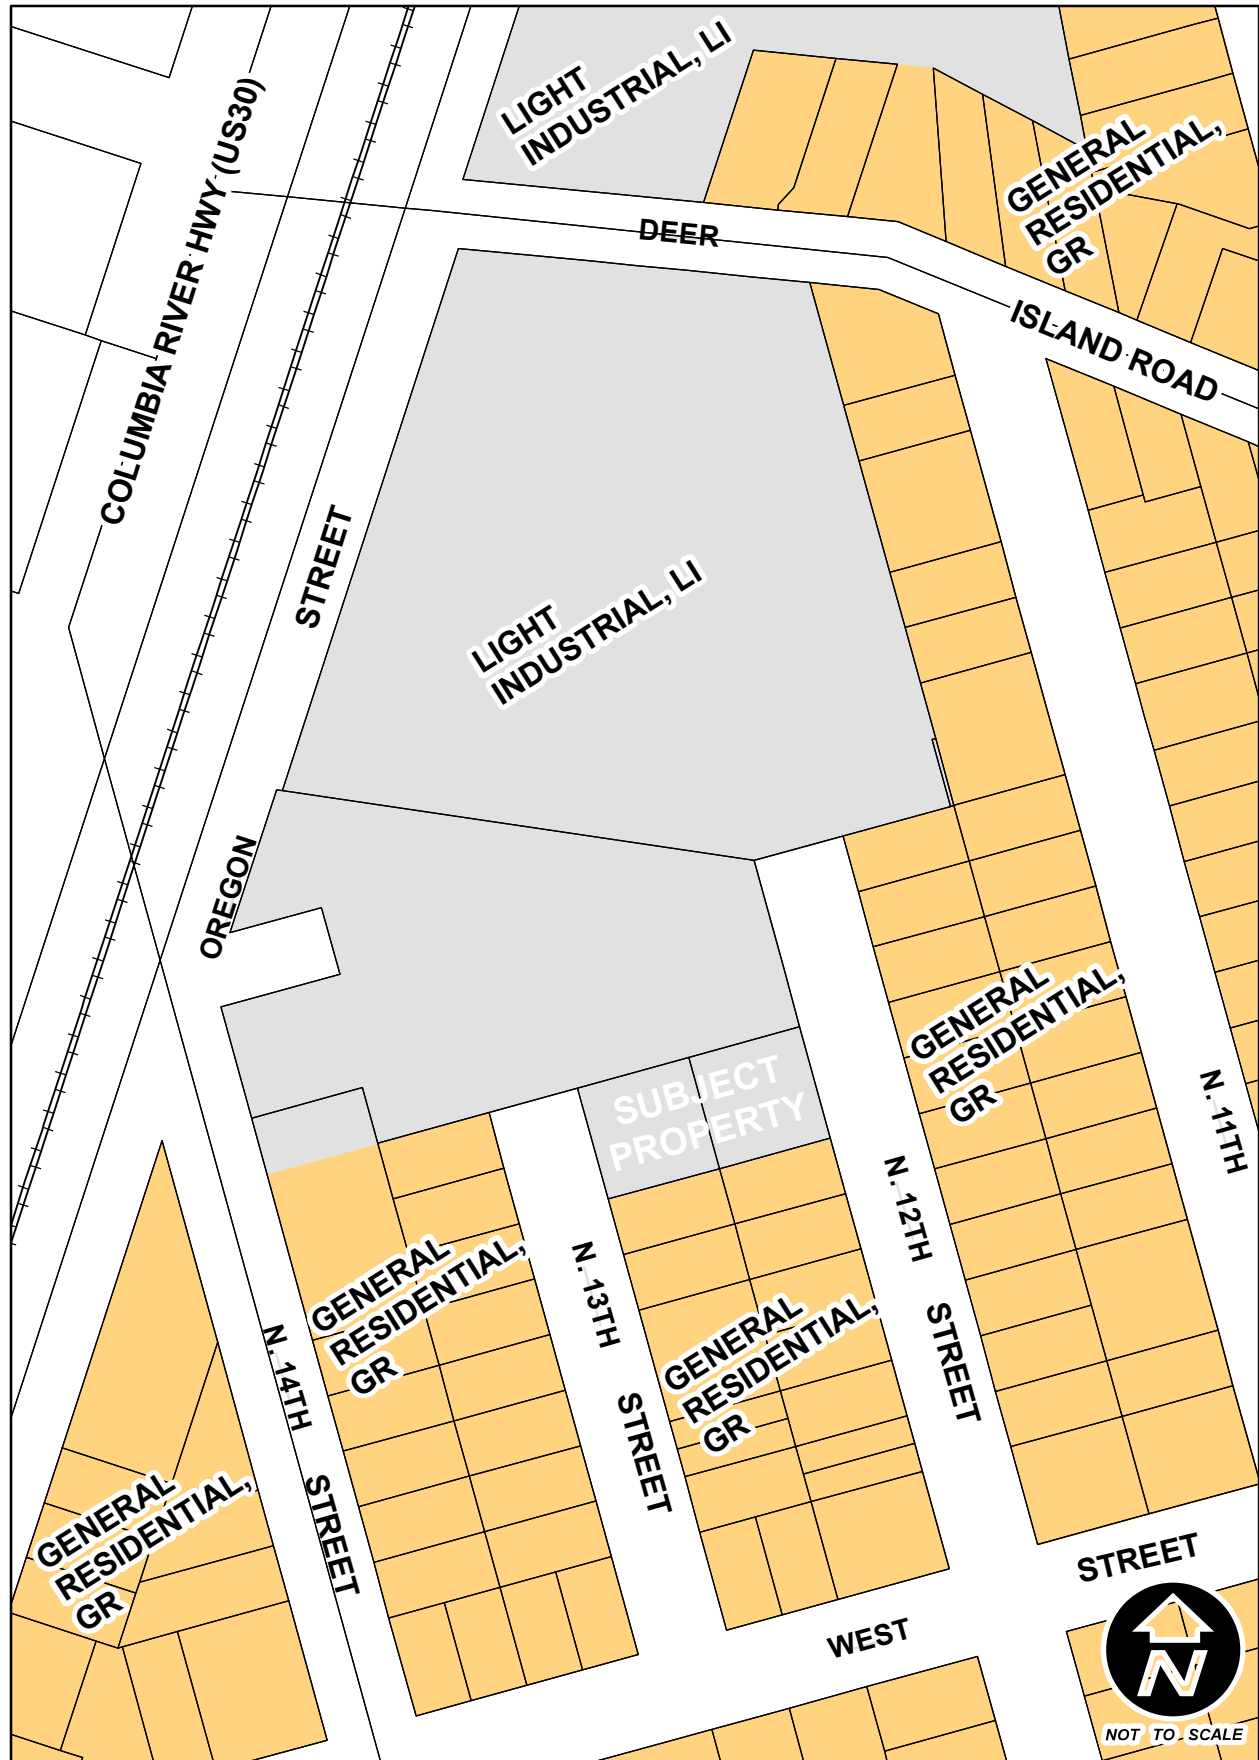 LIGHT
INDUSTRIAL, LI
COLUMBIA RIVER HWY (US30)
GENERAL
RESIDENTIAL,
GR
DEER
ISLAND ROAD
STREET
LIGHT
INDUSTRIAL, LI
OREGON
GENERAL
RESIDENTIAL,
GR
SUBJECT
PROPERTY
N. 11TH
N. 12TH
STREET
N. 13TH
STREET
GENERAL
RESIDENTIAL,
GR
GENERAL
RESIDENTIAL,
GR
N. 14TH
STREET
GENERAL
RESIDENTIAL,
GR
WEST
STREET
N
NOT TO SCALE